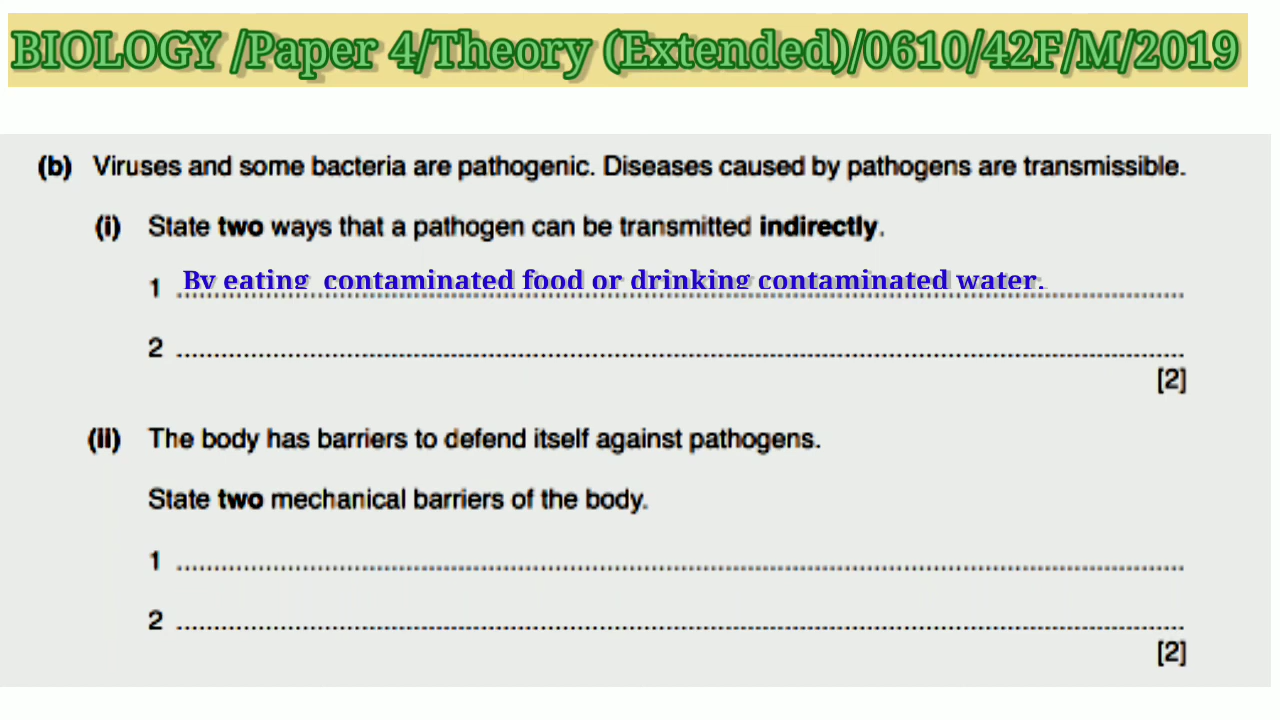 BIOLOGY /Paper 4/Theory (Extended)/0610/42F/M/2019
(b) Viruses and some bacteria are pathogenic. Diseases caused by pathogens are transmissible.
(i) State two ways that a pathogen can be transmitted indirectly.
1 By eating contaminated food or drinking contaminated water.
2
[2]
(ii) The body has barriers to defend itself against pathogens.
State two mechanical barriers of the body.
1
2
[2]